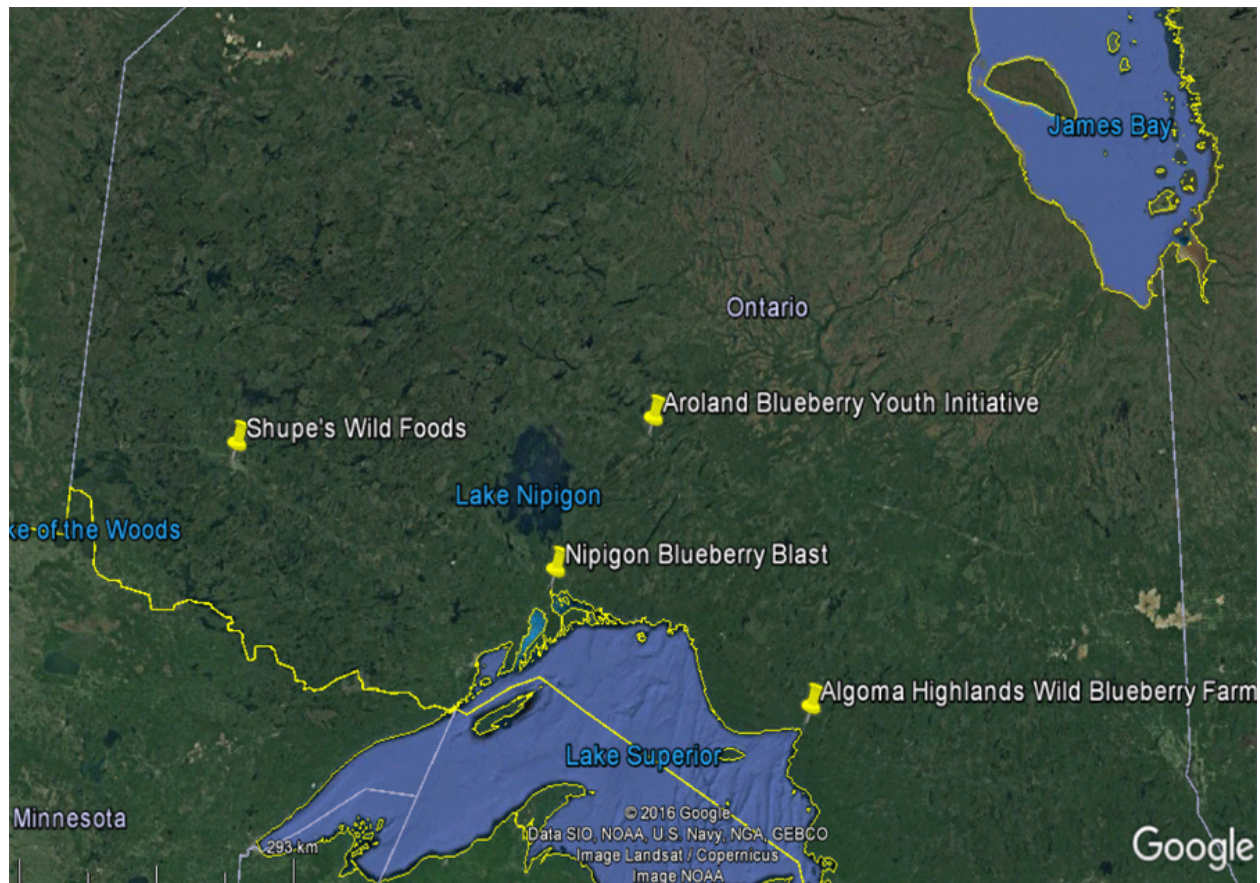 James Bay
Ontario
Aroland Blueberry Youth Initiative
Shupe's Wild Foods
Lake Nipigon
ke of the Woods
Nipigon Blueberry Blast
Algoma Highlands Wild Blueberry Farm
Lake Superior
Minnesota
© 2016 Google
Data SIO, NOAA, U.S. Navy, NGA, GEBCO
293 km
Image Landsat / Copernicus
Image NOAA
Google